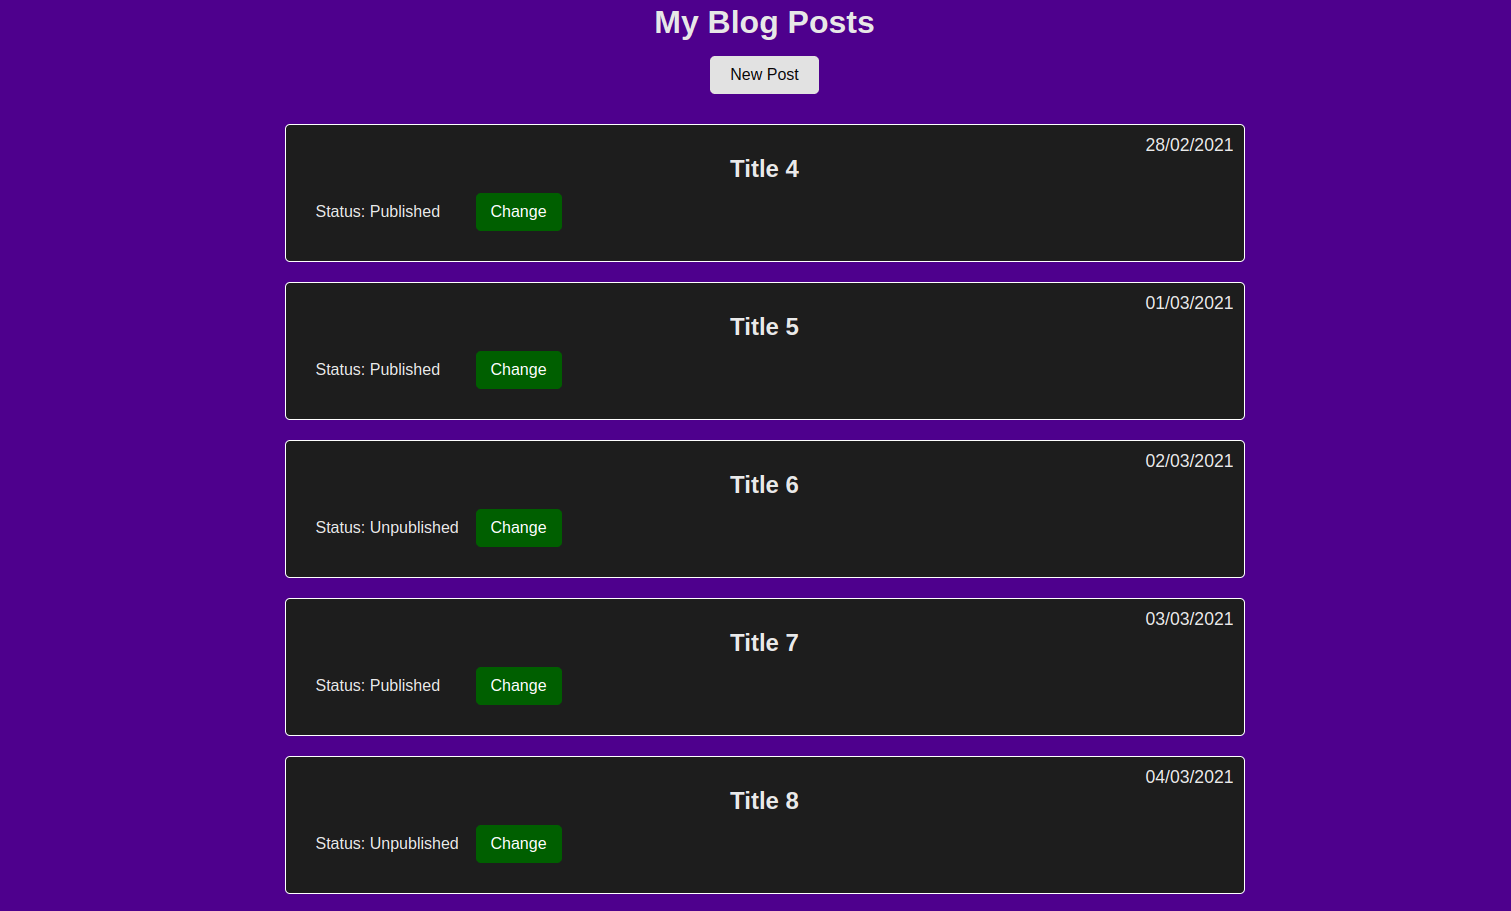 My Blog Posts
New Post
28/02/2021
Title 4
Status: Published Change
01/03/2021
Title 5
Status: Published Change
02/03/2021
Title 6
Status: Unpublished Change
03/03/2021
Title 7
Status: Published Change
04/03/2021
Title 8
Status: Unpublished Change